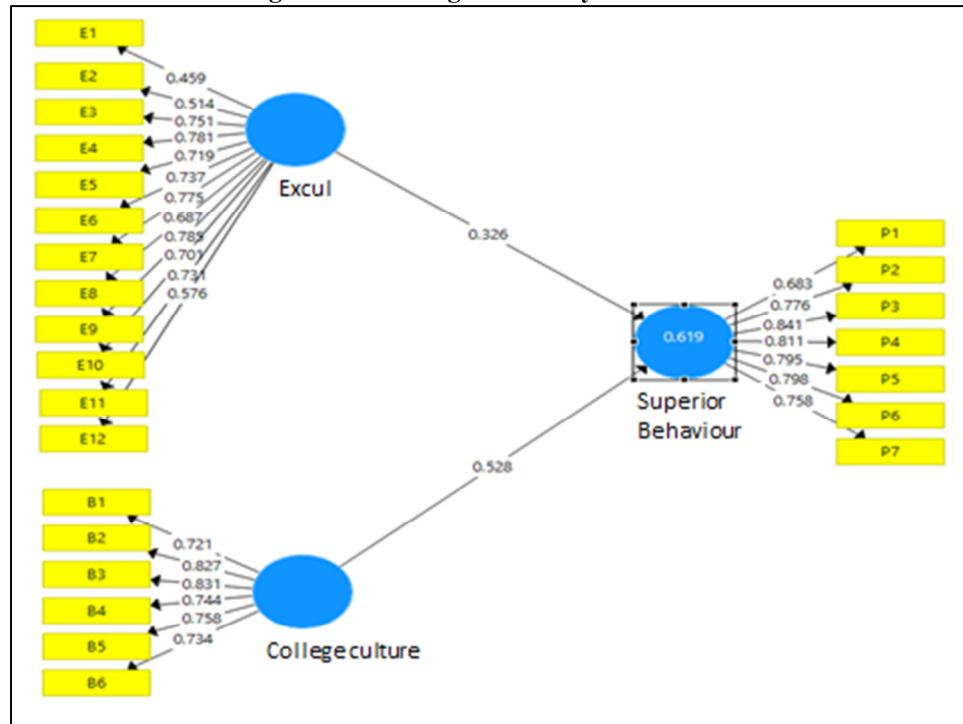 E1
E2
E3
E4
E5
E6
E7
E8
E9
E10
E11
E12
0.459
0.514
0.751
0.781
0.719
0.737
0.775
0.687
0.785
0.701
0.731
0.576
Excul
0.326
0.619
Superior
Behaviour
P1
P2
P3
P4
P5
P6
P7
0.683
0.776
0.841
0.811
0.795
0.798
0.758
B1
B2
B3
B4
B5
B6
0.721
0.827
0.831
0.744
0.758
0.734
Collegeculture
0.528